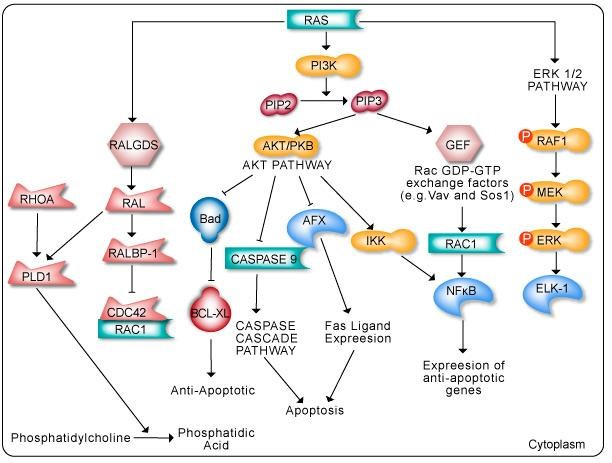 RAS
PI3K
PIP2
PIP3
ERK 1/2
PATHWAY
RALGDS
AKT/PKB
AKT PATHWAY
GEF
Rac GDP-GTP
exchange factors
(e.g.Vav and Sos1)
P RAF1
RHOA
RAL
P MEK
Bad
AFX
IKK
RAC1
P ERK
PLD1
RALBP-1
CASPASE 9
NFκB
ELK-1
CDC42
RAC1
BCL-XL
CASPASE
CASCADE
PATHWAY
Fas Ligand
Expreesion
Expreesion of
anti-apoptotic
genes
Anti-Apoptotic
Apoptosis
Phosphatidylcholine
Phosphatidic
Acid
Cytoplasm